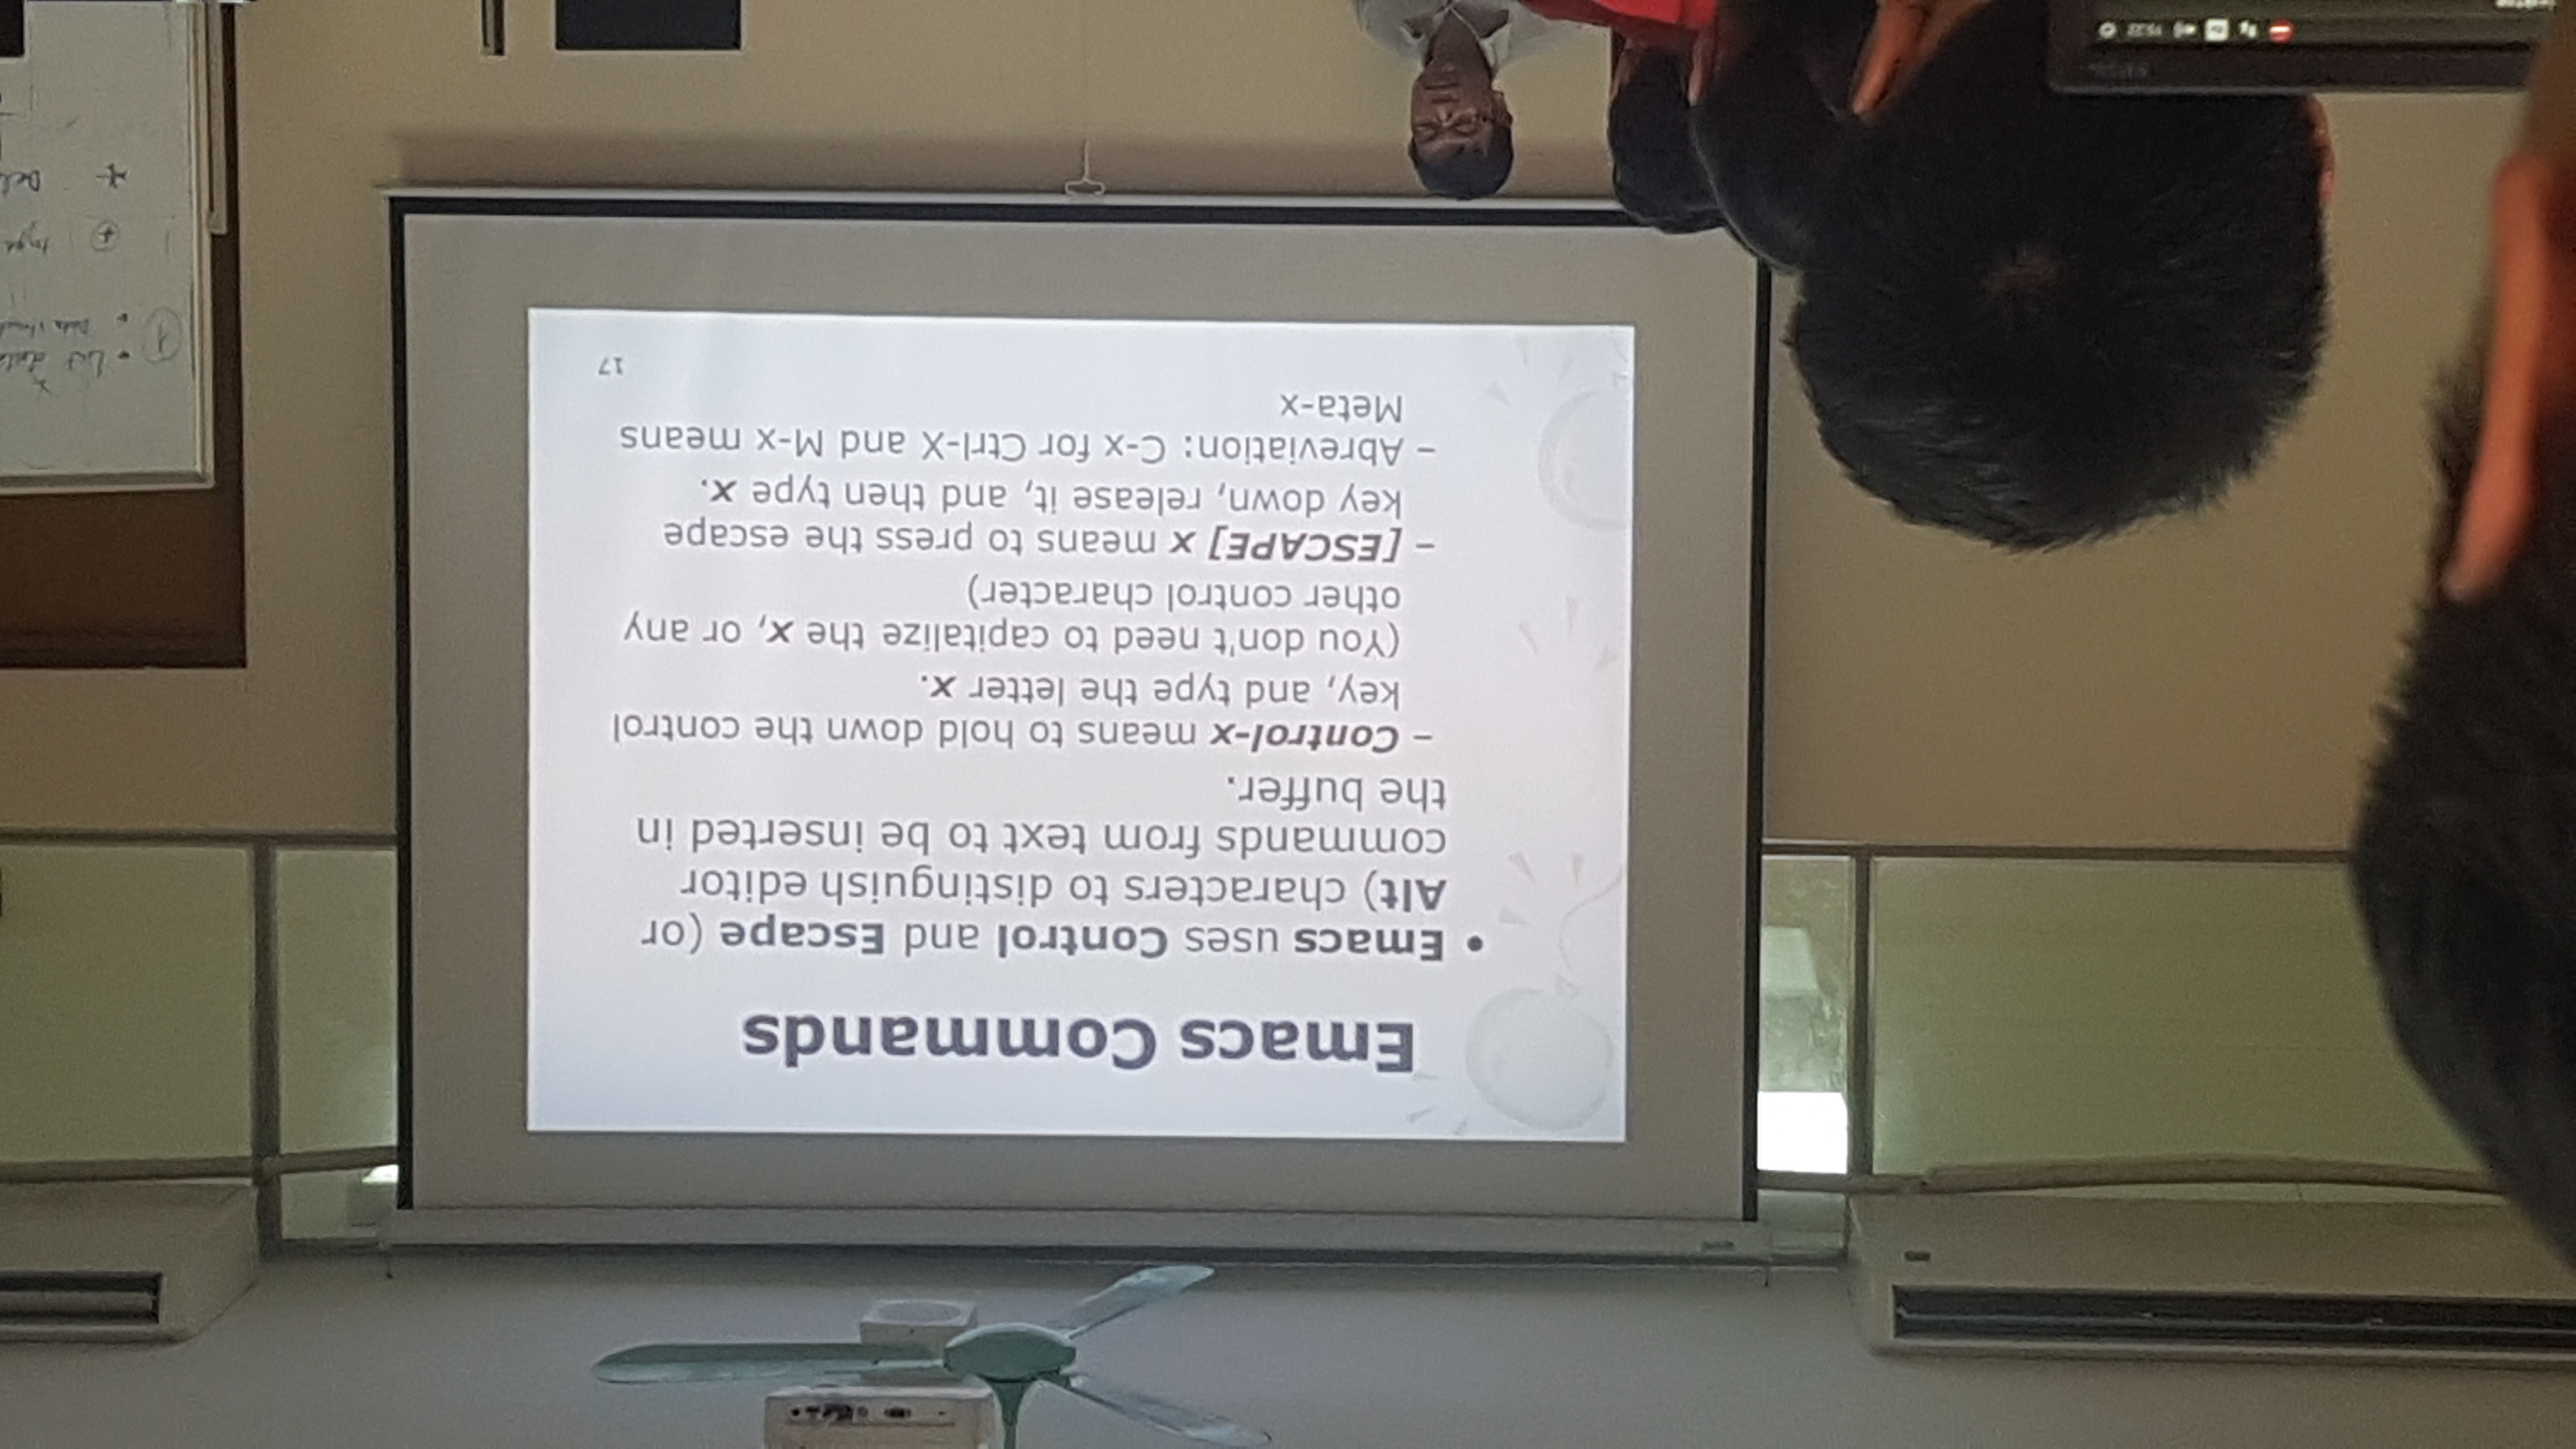 Emacs Commands
• Emacs uses Control and Escape (or
Alt) characters to distinguish editor
commands from text to be inserted in
the buffer.
– Control-x means to hold down the control
key, and type the letter x.
(You don't need to capitalize the x, or any
other control character)
– [ESCAPE] x means to press the escape
key down, release it, and then type x.
– Abreviation: C-x for Ctrl-X and M-x means
Meta-x
17
15:22